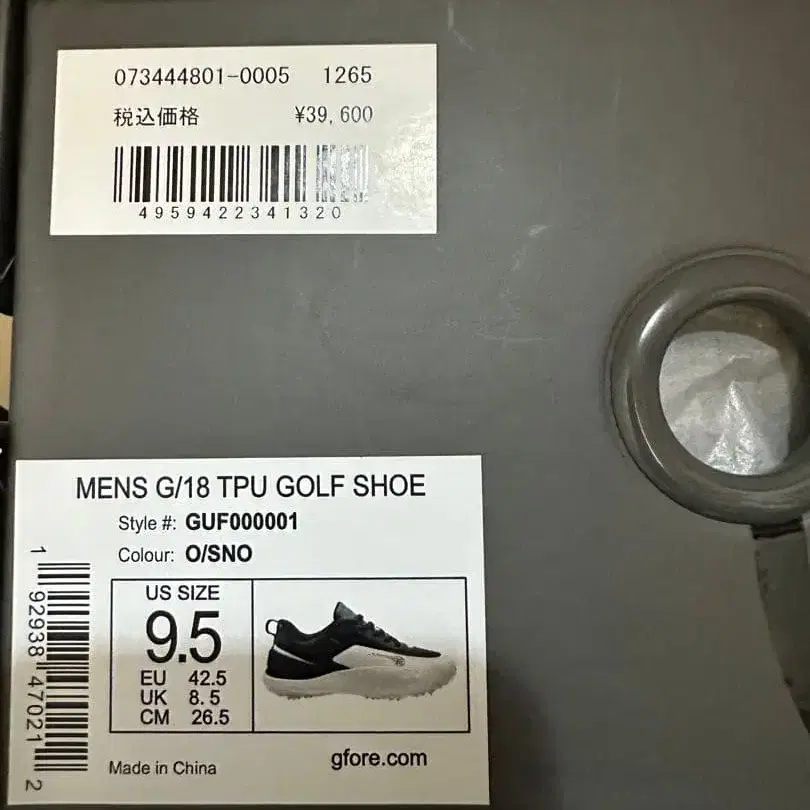 073444801-0005 1265
税込価格 ¥39,600
4959422341320
MENS G/18 TPU GOLF SHOE
Style #: GUF000001
Colour: O/SNO
1 92938 47021 2
US SIZE
9.5
EU 42.5
UK 8.5
CM 26.5
Made in China
gfore.com